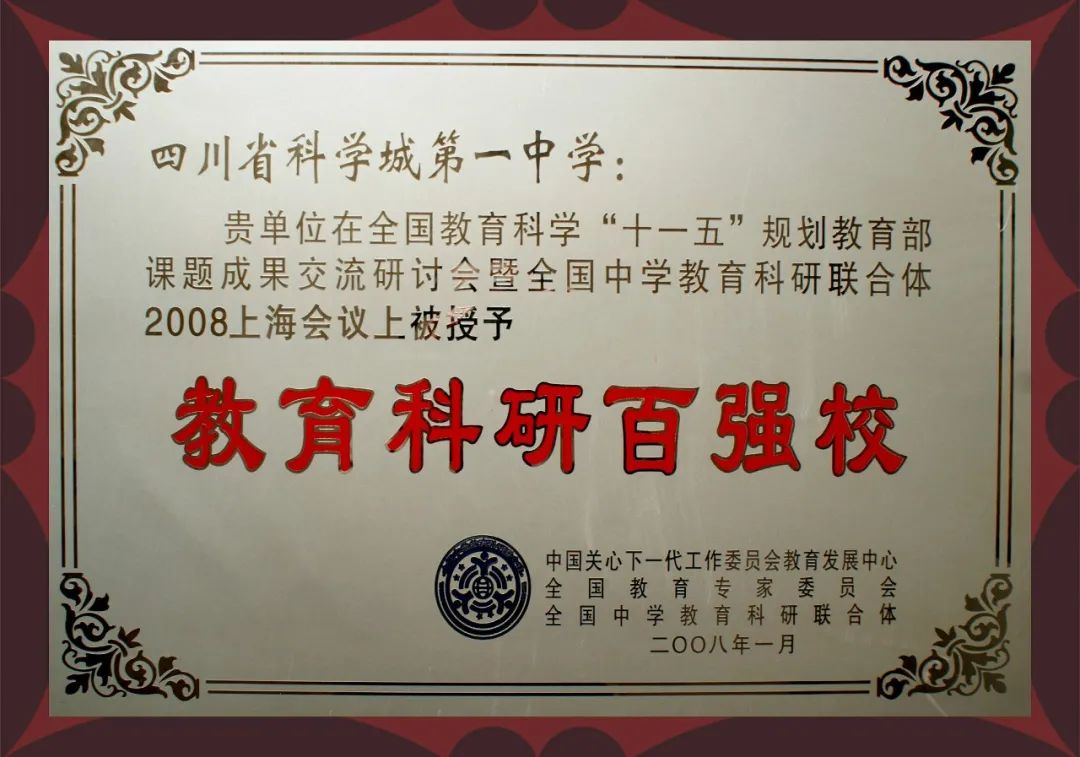 四川省科学城第一中学：
贵单位在全国教育科学“十一五”规划教育部
课题成果交流研讨会暨全国中学教育科研联合体
2008上海会议上被授予
教育科研百强校
中国关心下一代工作委员会教育发展中心
全国教育专家委员会
全国中学教育科研联合体
二〇〇八年一月